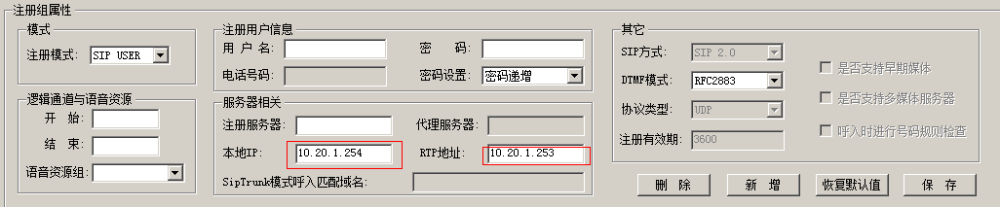 注册组属性
模式
注册模式: SIP USER
逻辑通道与语音资源
开 始:
结 束:
语音资源组:
注册用户信息
用 户 名: 密 码:
电话号码: 密码设置: 密码递增
服务器相关
注册服务器: 代理服务器:
本地IP: 10.20.1.254 RTP地址: 10.20.1.253
SipTrunk模式呼入匹配域名:
其它
SIP方式: SIP 2.0
DTMF模式: RFC2883
协议类型: UDP
注册有效期: 3600
是否支持早期媒体
是否支持多媒体服务器
呼入时进行号码规则检查
删 除 新 增 恢复默认值 保 存